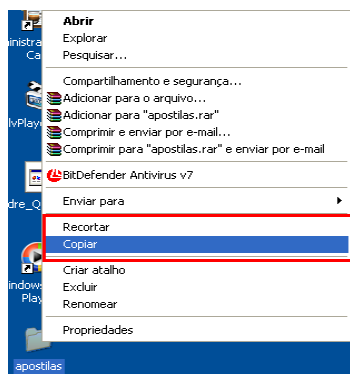 Abrir
Explorar
Pesquisar...
Compartilhamento e segurança...
Adicionar para o arquivo...
Adicionar para "apostilas.rar"
Comprimir e enviar por e-mail...
Comprimir para "apostilas.rar" e enviar por e-mail
BitDefender Antivirus v7
Enviar para
Recortar
Copiar
Criar atalho
Excluir
Renomear
Propriedades
apostilas